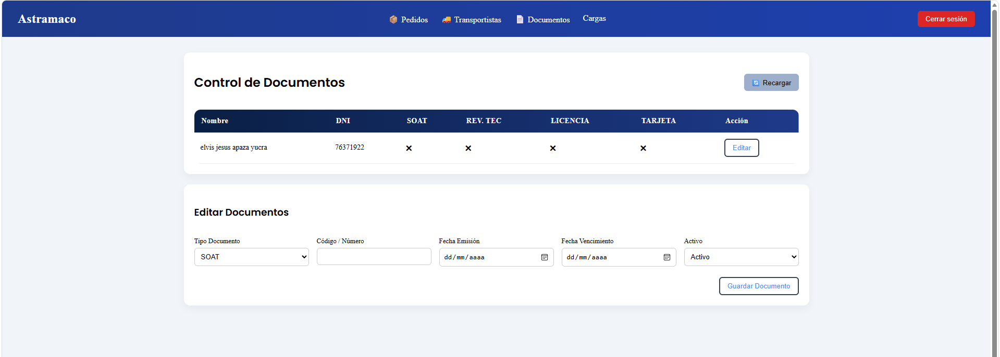 Astramaco
📦 Pedidos 🚚 Transportistas 📄 Documentos Cargas
Cerrar sesión
Control de Documentos
🔄 Recargar
Nombre DNI SOAT REV. TEC LICENCIA TARJETA Acción
elvis jesus apaza yucra 76371922 ✕ ✕ ✕ ✕ Editar
Editar Documentos
Tipo Documento Código / Número Fecha Emisión Fecha Vencimiento Activo
SOAT dd/mm/aaaa dd/mm/aaaa Activo
Guardar Documento